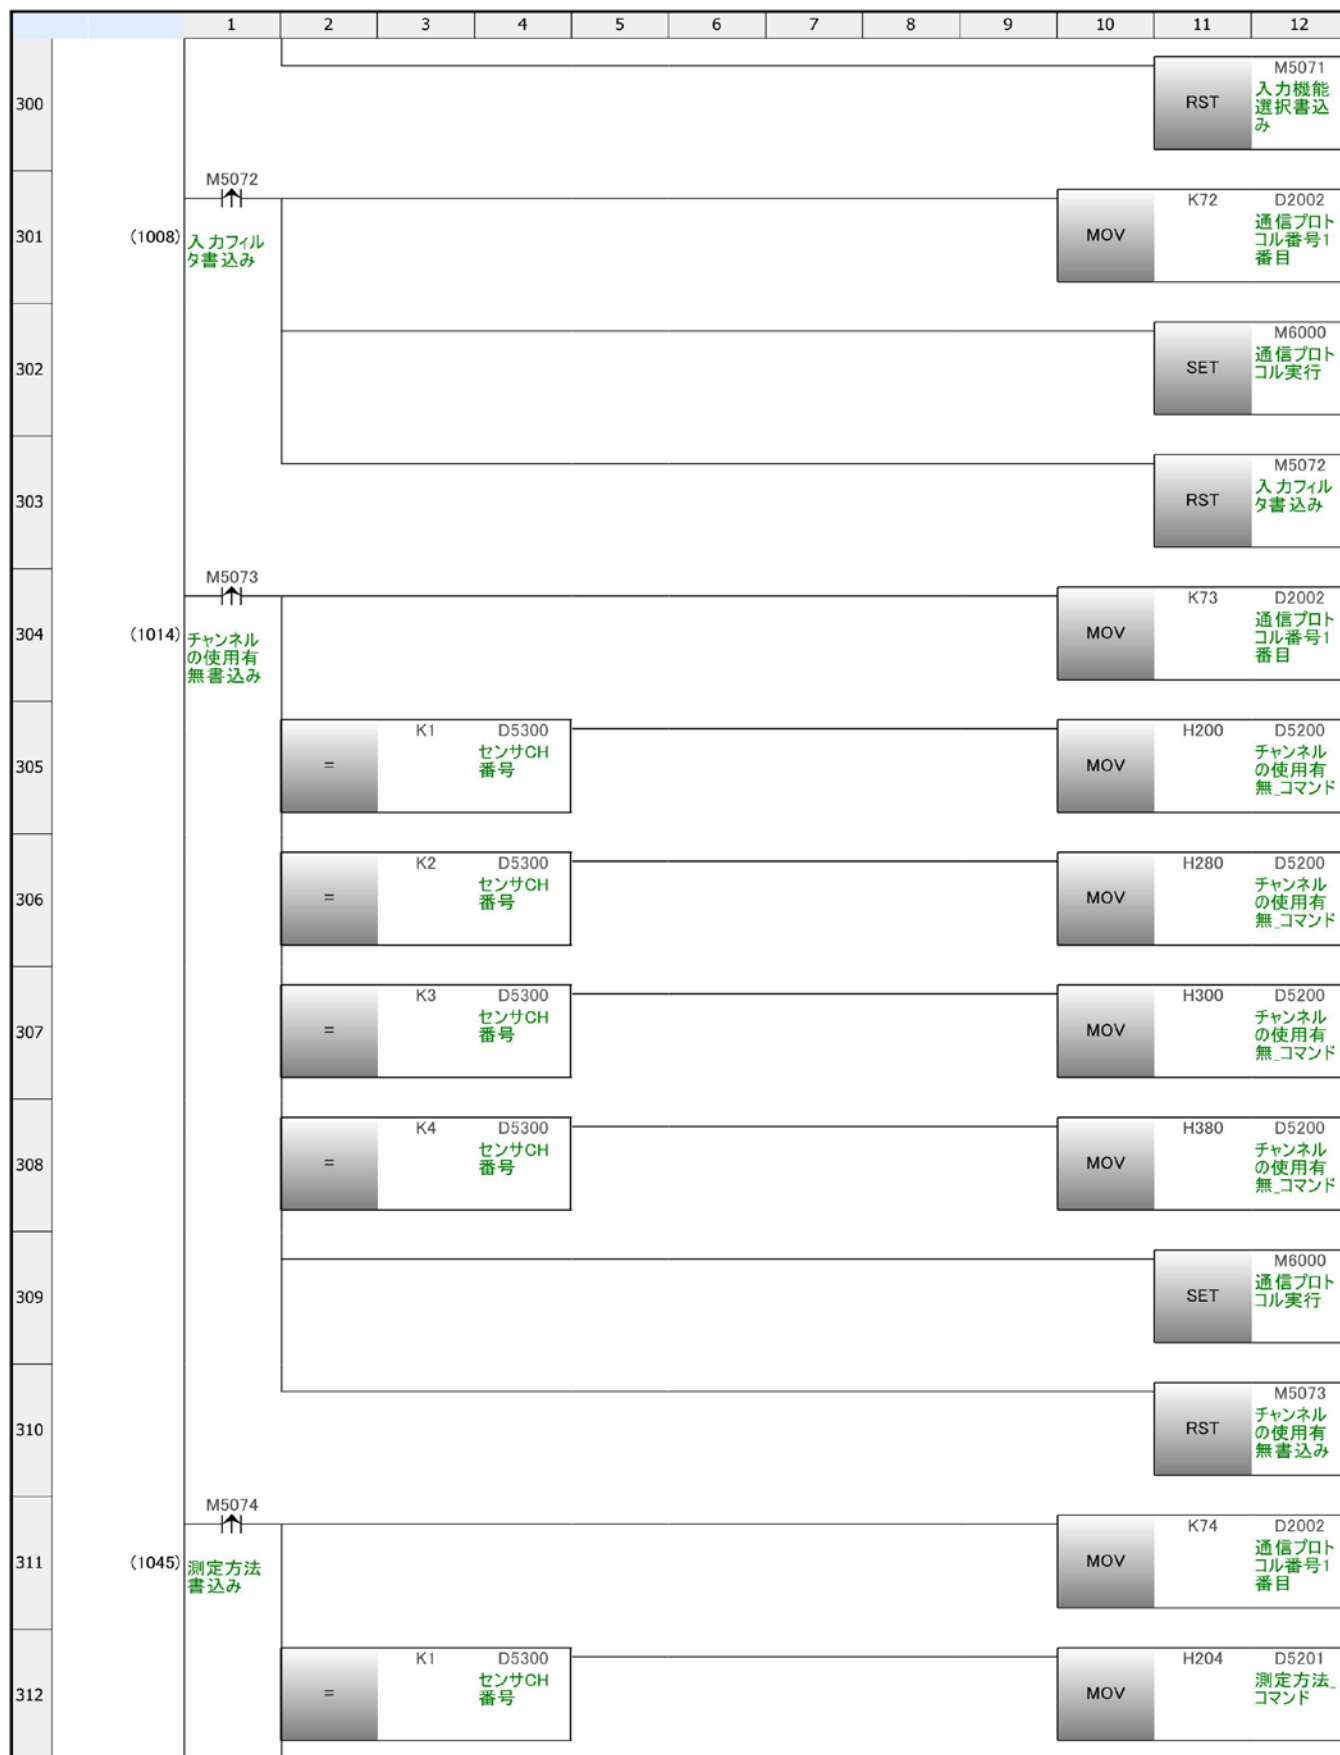 1 2 3 4 5 6 7 8 9 10 11 12
300
RST
M5071
入力機能
選択書込
み
M5072
301
(1008)
入力フィル
タ書込み
MOV
K72
D2002
通信プロト
コル番号1
番目
302
SET
M6000
通信プロト
コル実行
303
RST
M5072
入力フィル
タ書込み
M5073
304
(1014)
チャンネル
の使用有
無書込み
MOV
K73
D2002
通信プロト
コル番号1
番目
305
=
K1
D5300
センサCH
番号
MOV
H200
D5200
チャンネル
の使用有
無_コマンド
306
=
K2
D5300
センサCH
番号
MOV
H280
D5200
チャンネル
の使用有
無_コマンド
307
=
K3
D5300
センサCH
番号
MOV
H300
D5200
チャンネル
の使用有
無_コマンド
308
=
K4
D5300
センサCH
番号
MOV
H380
D5200
チャンネル
の使用有
無_コマンド
309
SET
M6000
通信プロト
コル実行
310
RST
M5073
チャンネル
の使用有
無書込み
M5074
311
(1045)
測定方法
書込み
MOV
K74
D2002
通信プロト
コル番号1
番目
312
=
K1
D5300
センサCH
番号
MOV
H204
D5201
測定方法_
コマンド